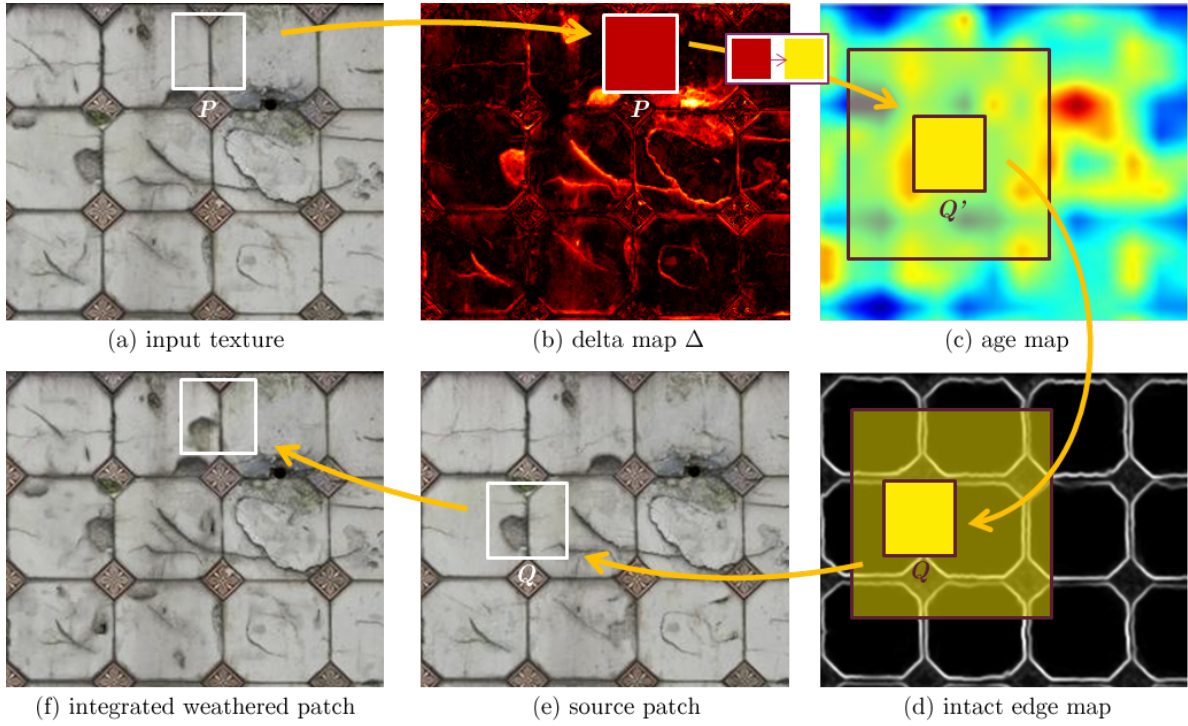 P
P
Q’
(a) input texture
(b) delta map Δ
(c) age map
Q
Q
(f) integrated weathered patch
(e) source patch
(d) intact edge map